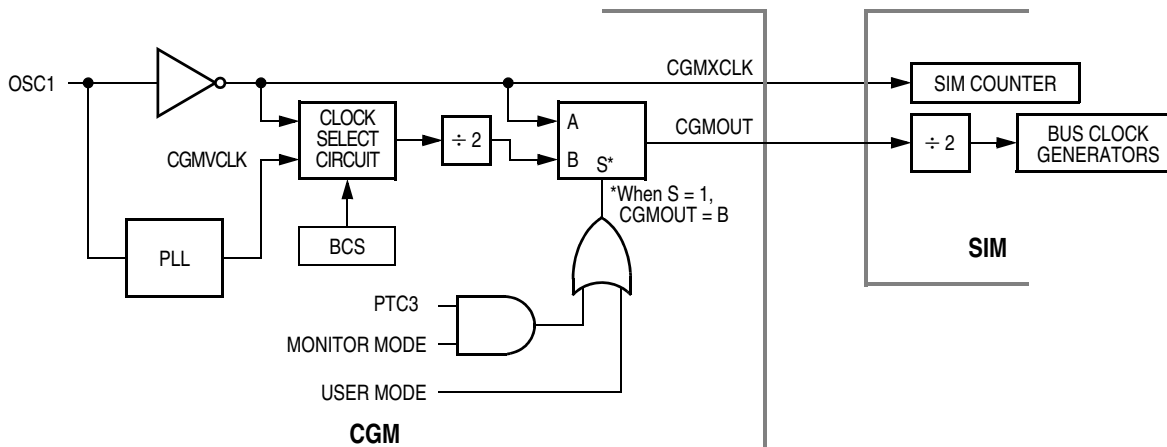 OSC1
CGMXCLK
SIM COUNTER
CLOCK
SELECT
CIRCUIT
÷ 2
A
B
S*
CGMOUT
÷ 2
BUS CLOCK
GENERATORS
CGMVCLK
*When S = 1,
CGMOUT = B
PLL
BCS
SIM
PTC3
MONITOR MODE
USER MODE
CGM